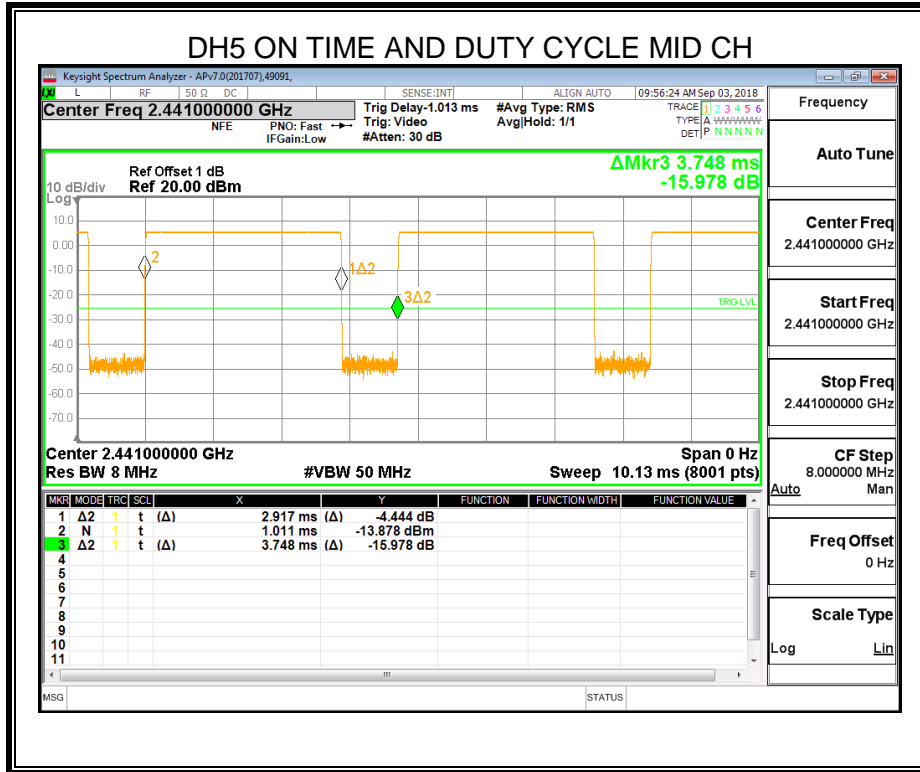 DH5 ON TIME AND DUTY CYCLE MID CH
Keysight Spectrum Analyzer - APv7.0(201707),49091,
LXI L RF 50 Ω DC SENSE:INT ALIGN AUTO 09:56:24 AM Sep 03, 2018
Center Freq 2.441000000 GHz
NFE
PNO: Fast
IFGain:Low
Trig Delay-1.013 ms
Trig: Video
#Atten: 30 dB
#Avg Type: RMS
Avg|Hold: 1/1
TRACE 1 2 3 4 5 6
TYPE A WWWWW
DET P N N N N N
ΔMkr3 3.748 ms
-15.978 dB
Ref Offset 1 dB
10 dB/div Ref 20.00 dBm
Log
10.0
0.00
-10.0
-20.0
-30.0
-40.0
-50.0
-60.0
-70.0
2
1Δ2
3Δ2
TRIG LVL
Center 2.441000000 GHz Span 0 Hz
Res BW 8 MHz #VBW 50 MHz Sweep 10.13 ms (8001 pts)
MKR MODE TRC SCL X Y FUNCTION FUNCTION WIDTH FUNCTION VALUE
1 Δ2 1 t (Δ) 2.917 ms (Δ) -4.444 dB
2 N 1 t 1.011 ms -13.878 dBm
3 Δ2 1 t (Δ) 3.748 ms (Δ) -15.978 dB
4
5
6
7
8
9
10
11
MSG STATUS
Frequency
Auto Tune
Center Freq
2.441000000 GHz
Start Freq
2.441000000 GHz
Stop Freq
2.441000000 GHz
CF Step
8.000000 MHz
Auto Man
Freq Offset
0 Hz
Scale Type
Log Lin